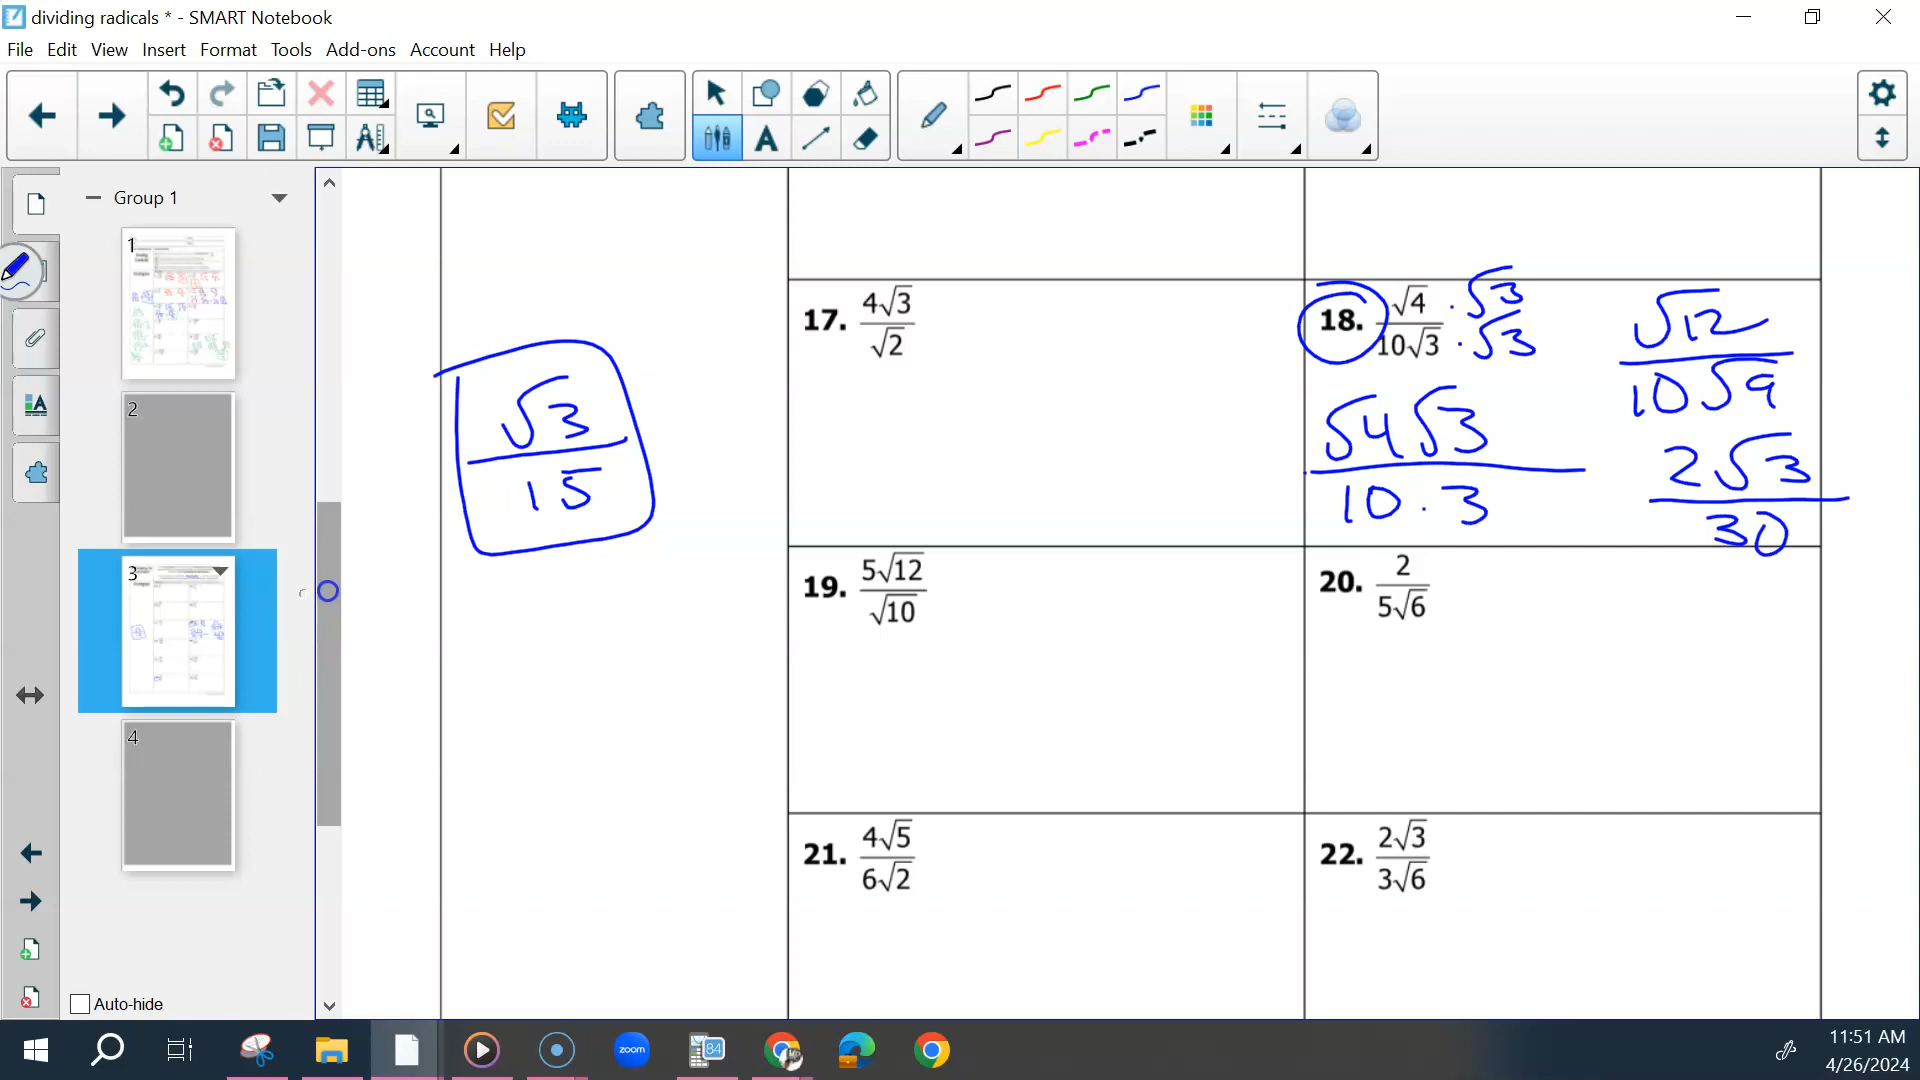 dividing radicals * - SMART Notebook
File Edit View Insert Format Tools Add-ons Account Help
Group 1
1
2
3
4
Auto-hide
√3
15
17. 4√3
√2
18. √4 · √3
10√3 · √3
√12
10√9
√4 √3
10 · 3
2√3
30
19. 5√12
√10
20. 2
5√6
21. 4√5
6√2
22. 2√3
3√6
zoom
84
11:51 AM
4/26/2024